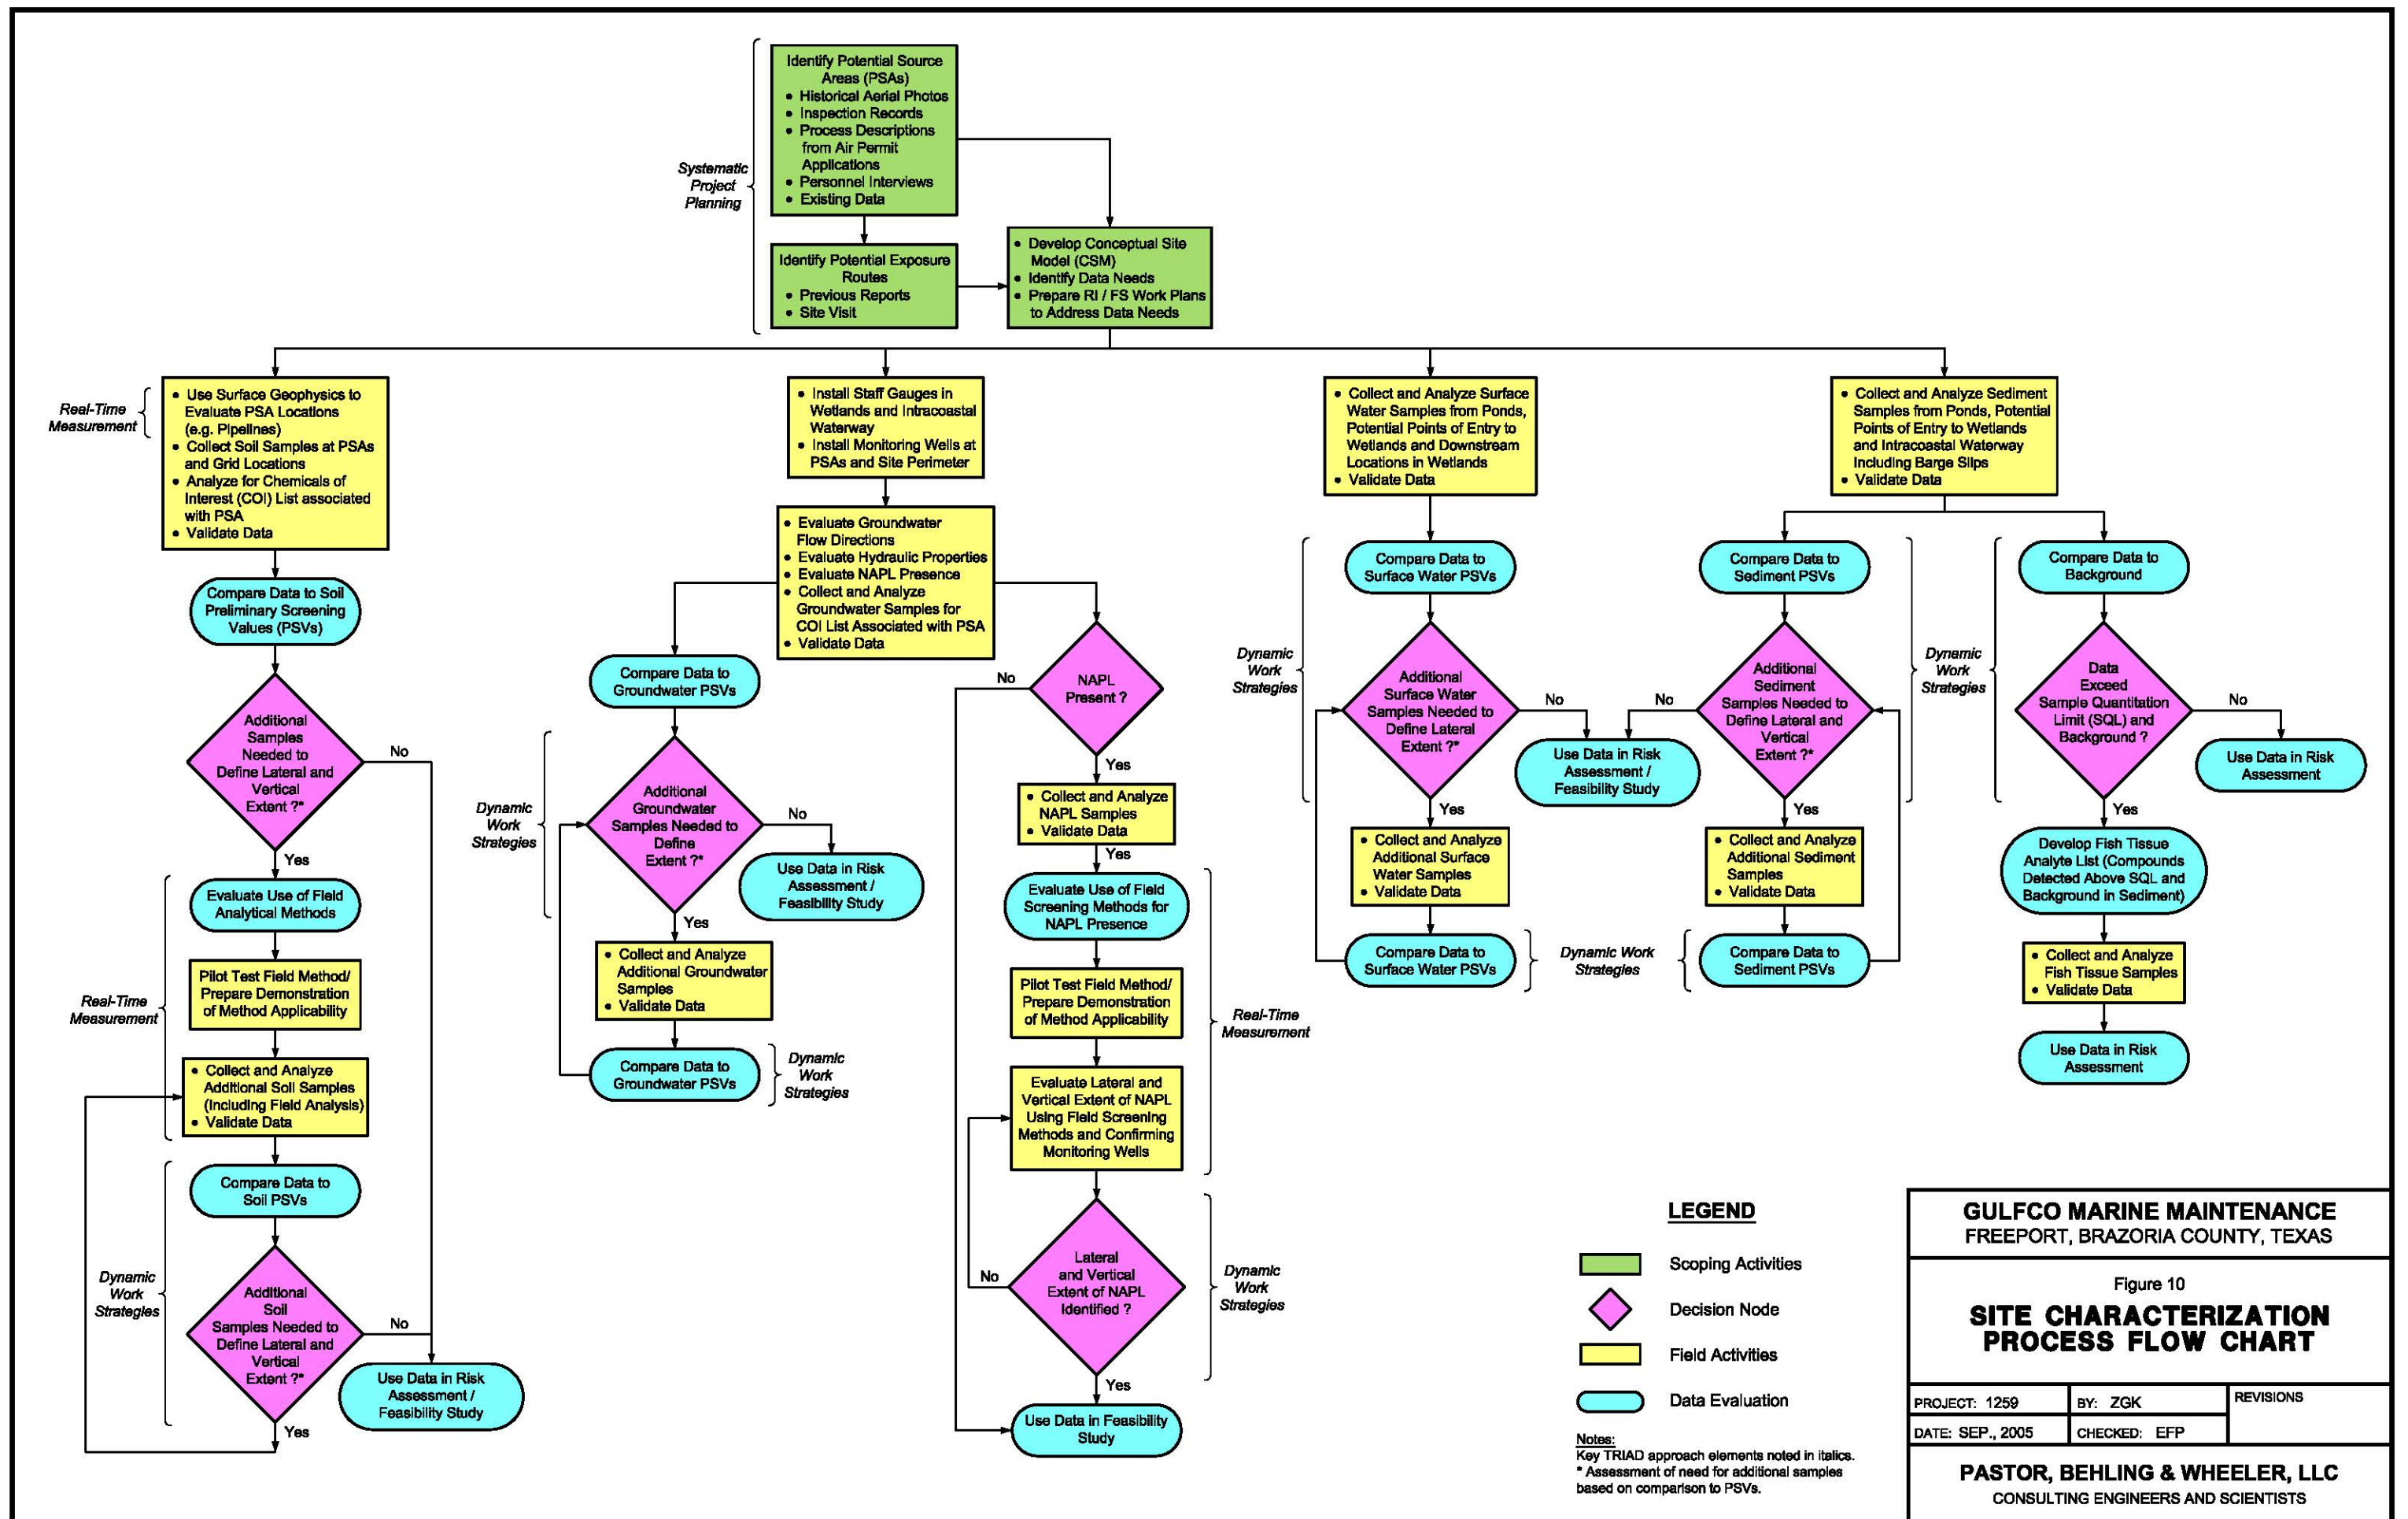 Identify Potential Source
Areas (PSAs)
• Historical Aerial Photos
• Inspection Records
• Process Descriptions
from Air Permit
Applications
• Personnel Interviews
• Existing Data
Systematic
Project
Planning
Identify Potential Exposure
Routes
• Previous Reports
• Site Visit
• Develop Conceptual Site
Model (CSM)
• Identify Data Needs
• Prepare RI / FS Work Plans
to Address Data Needs
Real-Time
Measurement
• Use Surface Geophysics to
Evaluate PSA Locations
(e.g. Pipelines)
• Collect Soil Samples at PSAs
and Grid Locations
• Analyze for Chemicals of
Interest (COI) List associated
with PSA
• Validate Data
Compare Data to Soil
Preliminary Screening
Values (PSVs)
Additional
Samples
Needed to
Define Lateral and
Vertical
Extent ?*
No
Yes
Evaluate Use of Field
Analytical Methods
Pilot Test Field Method/
Prepare Demonstration
of Method Applicability
Real-Time
Measurement
• Collect and Analyze
Additional Soil Samples
(Including Field Analysis)
• Validate Data
Compare Data to
Soil PSVs
Dynamic
Work
Strategies
Additional
Soil
Samples Needed to
Define Lateral and
Vertical
Extent ?*
No
Yes
Use Data in Risk
Assessment /
Feasibility Study
• Install Staff Gauges in
Wetlands and Intracoastal
Waterway
• Install Monitoring Wells at
PSAs and Site Perimeter
• Evaluate Groundwater
Flow Directions
• Evaluate Hydraulic Properties
• Evaluate NAPL Presence
• Collect and Analyze
Groundwater Samples for
COI List Associated with PSA
• Validate Data
Compare Data to
Groundwater PSVs
Dynamic
Work
Strategies
Additional
Groundwater
Samples Needed to
Define
Extent ?*
No
Use Data in Risk
Assessment /
Feasibility Study
Yes
• Collect and Analyze
Additional Groundwater
Samples
• Validate Data
Compare Data to
Groundwater PSVs
Dynamic
Work
Strategies
No
NAPL
Present ?
Yes
• Collect and Analyze
NAPL Samples
• Validate Data
Yes
Evaluate Use of Field
Screening Methods for
NAPL Presence
Pilot Test Field Method/
Prepare Demonstration
of Method Applicability
Real-Time
Measurement
Evaluate Lateral and
Vertical Extent of NAPL
Using Field Screening
Methods and Confirming
Monitoring Wells
Lateral
and Vertical
Extent of NAPL
Identified ?
No
Dynamic
Work
Strategies
Yes
Use Data in Feasibility
Study
• Collect and Analyze Surface
Water Samples from Ponds,
Potential Points of Entry to
Wetlands and Downstream
Locations in Wetlands
• Validate Data
Compare Data to
Surface Water PSVs
Dynamic
Work
Strategies
Additional
Surface Water
Samples Needed to
Define Lateral
Extent ?*
No
Yes
• Collect and Analyze
Additional Surface
Water Samples
• Validate Data
Compare Data to
Surface Water PSVs
Dynamic Work
Strategies
Use Data in Risk
Assessment /
Feasibility Study
• Collect and Analyze Sediment
Samples from Ponds, Potential
Points of Entry to Wetlands
and Intracoastal Waterway
Including Barge Slips
• Validate Data
Compare Data to
Sediment PSVs
Additional
Sediment
Samples Needed to
Define Lateral and
Vertical
Extent ?*
No
Yes
• Collect and Analyze
Additional Sediment
Samples
• Validate Data
Compare Data to
Sediment PSVs
Dynamic
Work
Strategies
Compare Data to
Background
Data
Exceed
Sample Quantitation
Limit (SQL) and
Background ?
No
Use Data in Risk
Assessment
Yes
Develop Fish Tissue
Analyte List (Compounds
Detected Above SQL and
Background in Sediment)
• Collect and Analyze
Fish Tissue Samples
• Validate Data
Use Data in Risk
Assessment
LEGEND
Scoping Activities
Decision Node
Field Activities
Data Evaluation
Notes:
Key TRIAD approach elements noted in italics.
* Assessment of need for additional samples
based on comparison to PSVs.
GULFCO MARINE MAINTENANCE
FREEPORT, BRAZORIA COUNTY, TEXAS
Figure 10
SITE CHARACTERIZATION
PROCESS FLOW CHART
PROJECT: 1259
BY: ZGK
REVISIONS
DATE: SEP., 2005
CHECKED: EFP
PASTOR, BEHLING & WHEELER, LLC
CONSULTING ENGINEERS AND SCIENTISTS